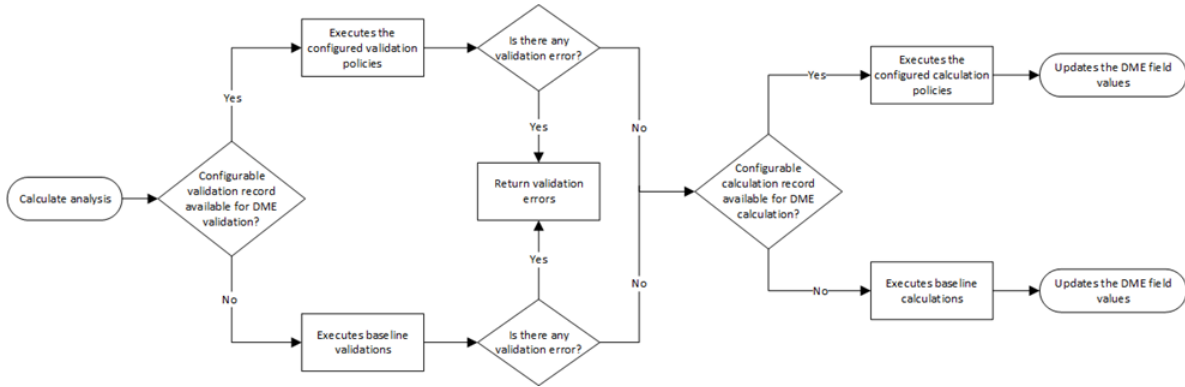 Calculate analysis
Configurable
validation record
available for DME
validation?
Yes
No
Executes the
configured validation
policies
Executes baseline
validations
Is there any
validation error?
Yes
No
Return validation
errors
Is there any
validation error?
Yes
No
Configurable
calculation record
available for DME
calculation?
Yes
No
Executes the
configured calculation
policies
Updates the DME field
values
Executes baseline
calculations
Updates the DME field
values